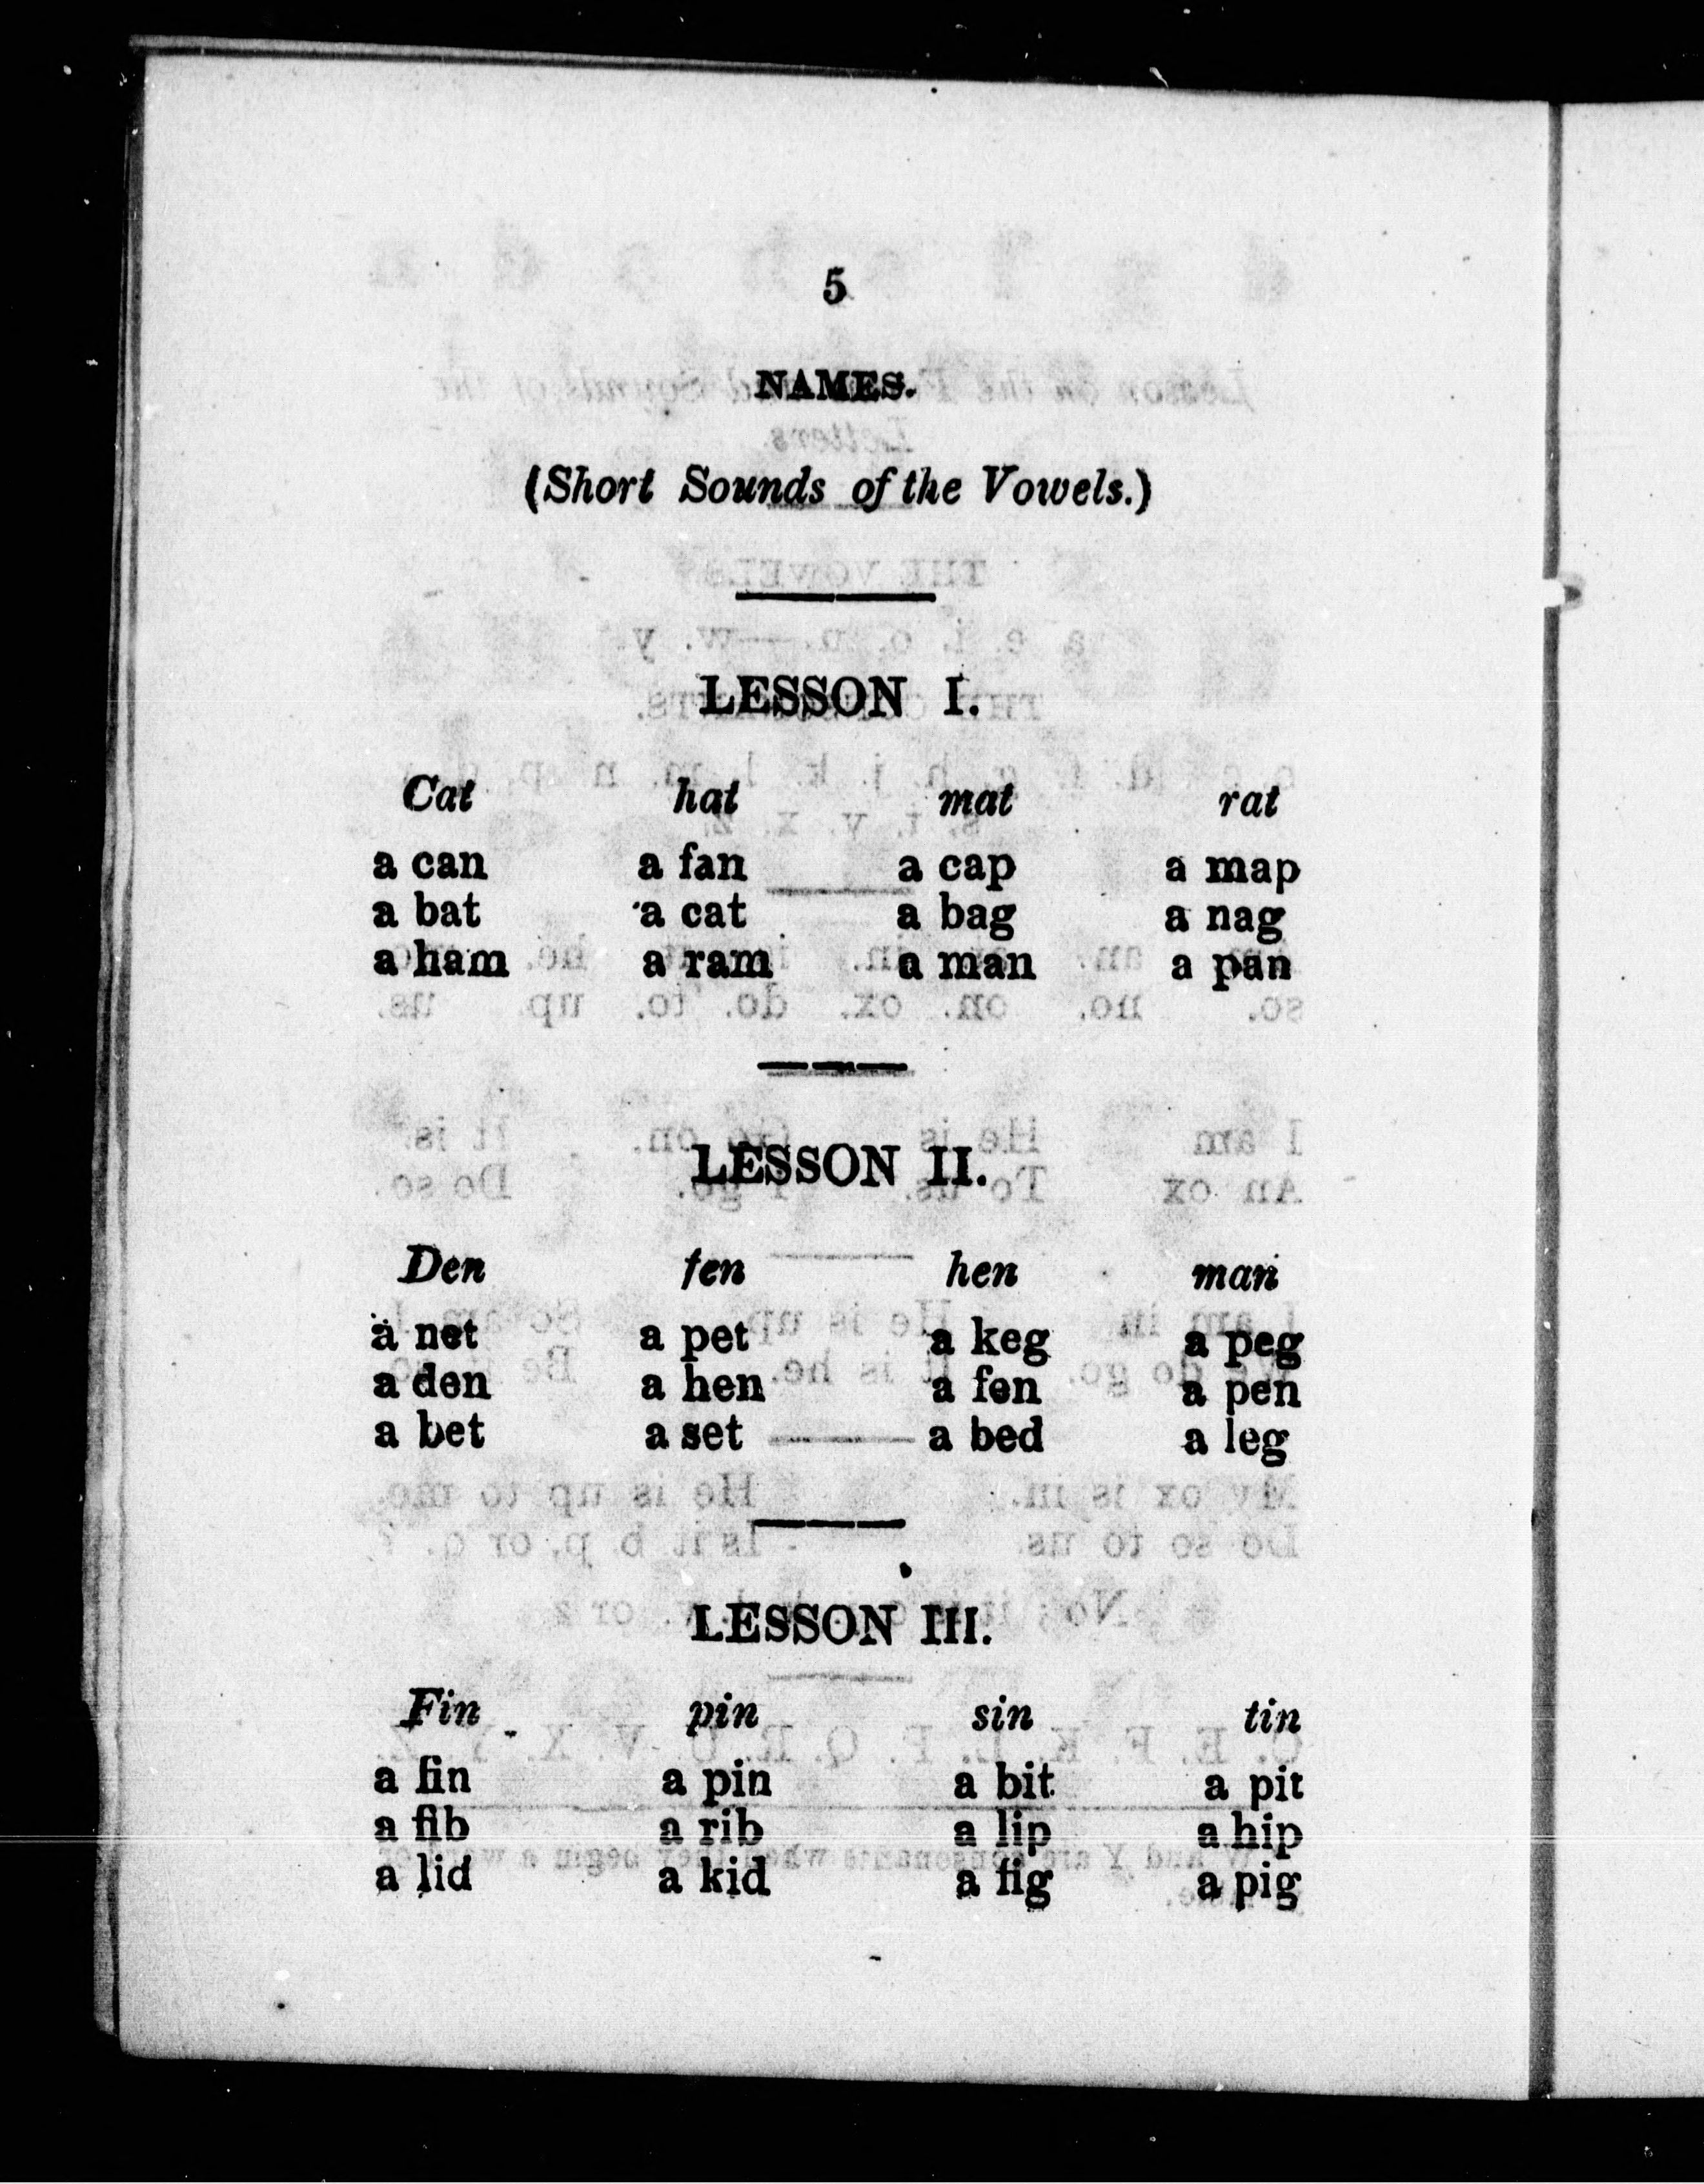 5
NAMES.
(Short Sounds of the Vowels.)
LESSON I.
Cat hat mat rat
a can a fan a cap a map
a bat a cat a bag a nag
a ham a ram a man a pan
LESSON II.
Den ten hen man
a net a pet a keg a peg
a den a hen a fen a pen
a bet a set a bed a leg
LESSON III.
Fin pin sin tin
a fin a pin a bit a pit
a fib a rib a lip a hip
a lid a kid a fig a pig